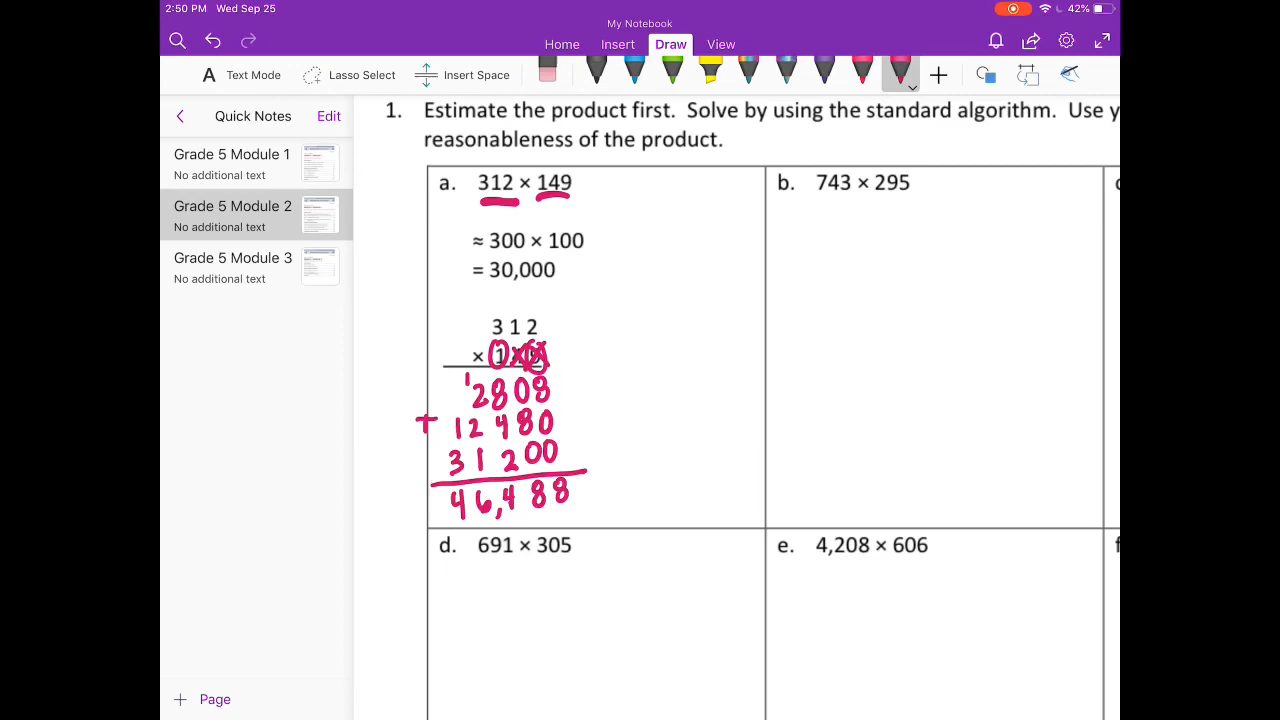 2:50 PM Wed Sep 25
42%
My Notebook
Home Insert Draw View
Text Mode Lasso Select Insert Space
Quick Notes Edit
Grade 5 Module 1
No additional text
Grade 5 Module 2
No additional text
Grade 5 Module 3
No additional text
Page
1. Estimate the product first. Solve by using the standard algorithm. Use y
reasonableness of the product.
a. 312 × 149
≈ 300 × 100
= 30,000
3 1 2
× 1
1
2808
+ 12480
31200
46,488
b. 743 × 295
d. 691 × 305
e. 4,208 × 606